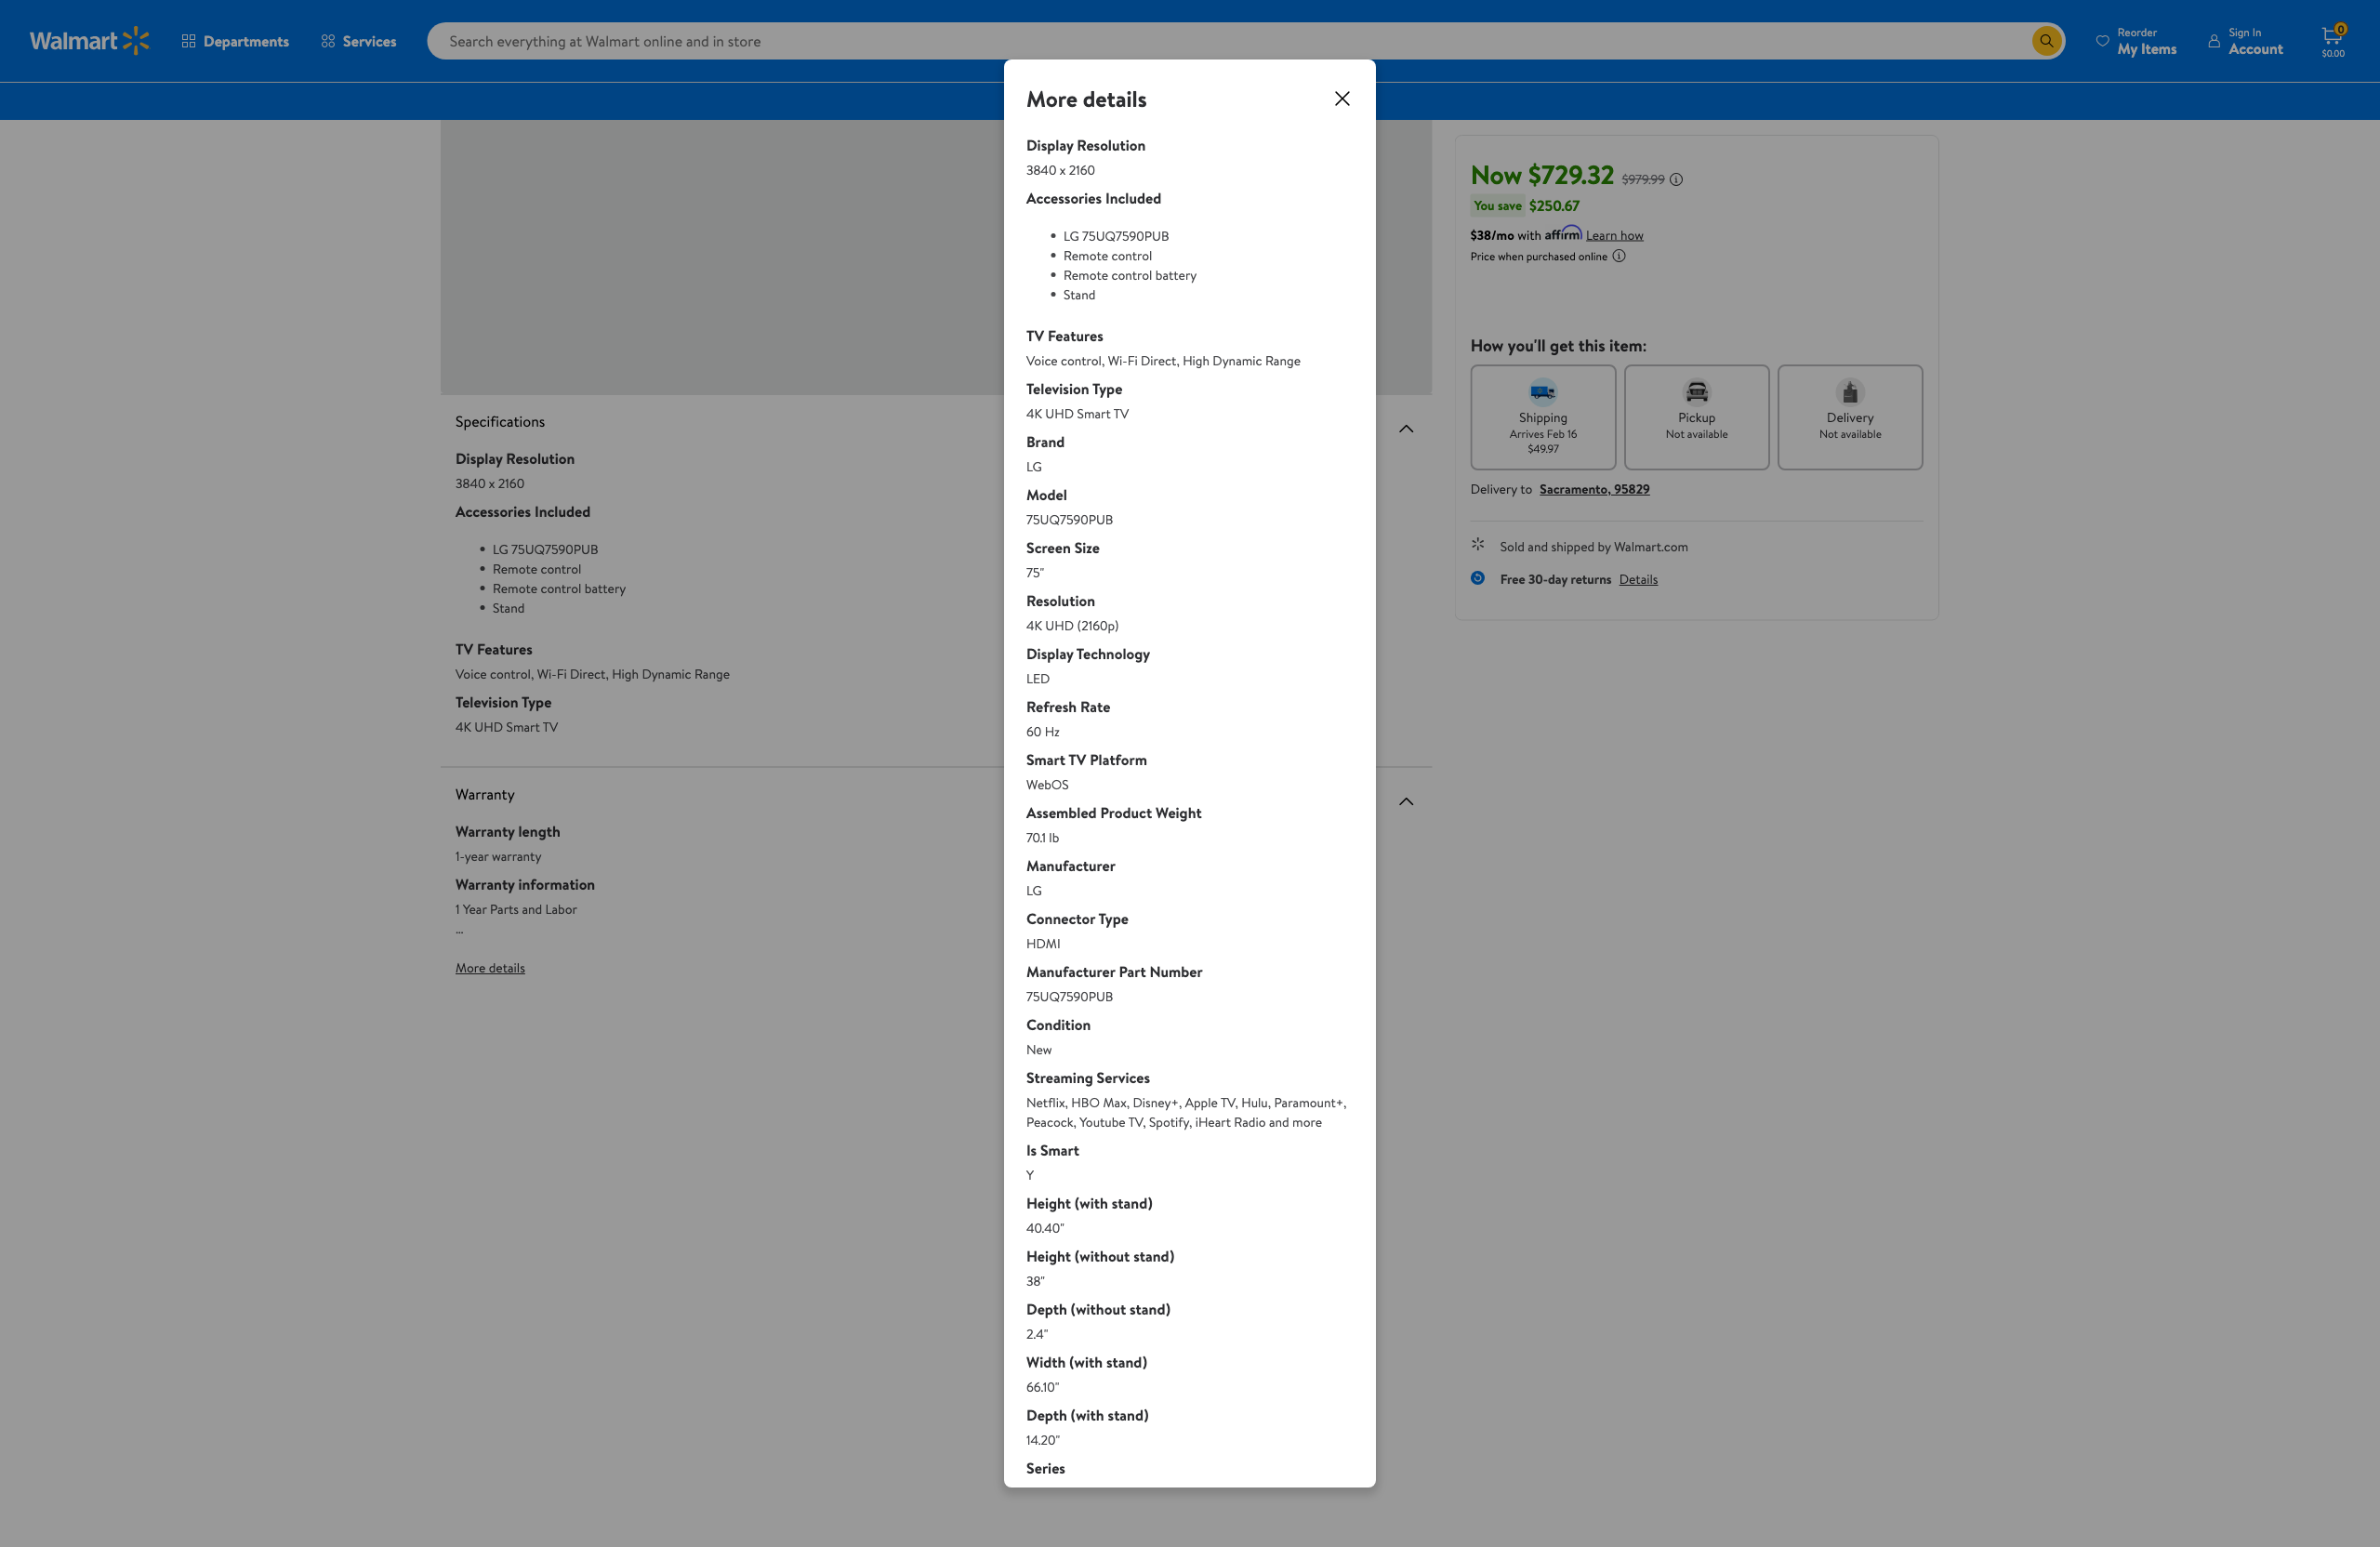 Walmart
Departments
Services
Search everything at Walmart online and in store
Reorder
My Items
Sign In
Account
0
$0.00
More details
Display Resolution
3840 x 2160
Accessories Included
LG 75UQ7590PUB
Remote control
Remote control battery
Stand
TV Features
Voice control, Wi-Fi Direct, High Dynamic Range
Television Type
4K UHD Smart TV
Brand
LG
Model
75UQ7590PUB
Screen Size
75"
Resolution
4K UHD (2160p)
Display Technology
LED
Refresh Rate
60 Hz
Smart TV Platform
WebOS
Assembled Product Weight
70.1 lb
Manufacturer
LG
Connector Type
HDMI
Manufacturer Part Number
75UQ7590PUB
Condition
New
Streaming Services
Netflix, HBO Max, Disney+, Apple TV, Hulu, Paramount+,
Peacock, Youtube TV, Spotify, iHeart Radio and more
Is Smart
Y
Height (with stand)
40.40"
Height (without stand)
38"
Depth (without stand)
2.4"
Width (with stand)
66.10"
Depth (with stand)
14.20"
Series
Specifications
Display Resolution
3840 x 2160
Accessories Included
LG 75UQ7590PUB
Remote control
Remote control battery
Stand
TV Features
Voice control, Wi-Fi Direct, High Dynamic Range
Television Type
4K UHD Smart TV
Warranty
Warranty length
1-year warranty
Warranty information
1 Year Parts and Labor
...
More details
Now $729.32 $979.99
You save $250.67
$38/mo with affirm Learn how
Price when purchased online
How you'll get this item:
Shipping
Arrives Feb 16
$49.97
Pickup
Not available
Delivery
Not available
Delivery to Sacramento, 95829
Sold and shipped by Walmart.com
Free 30-day returns Details